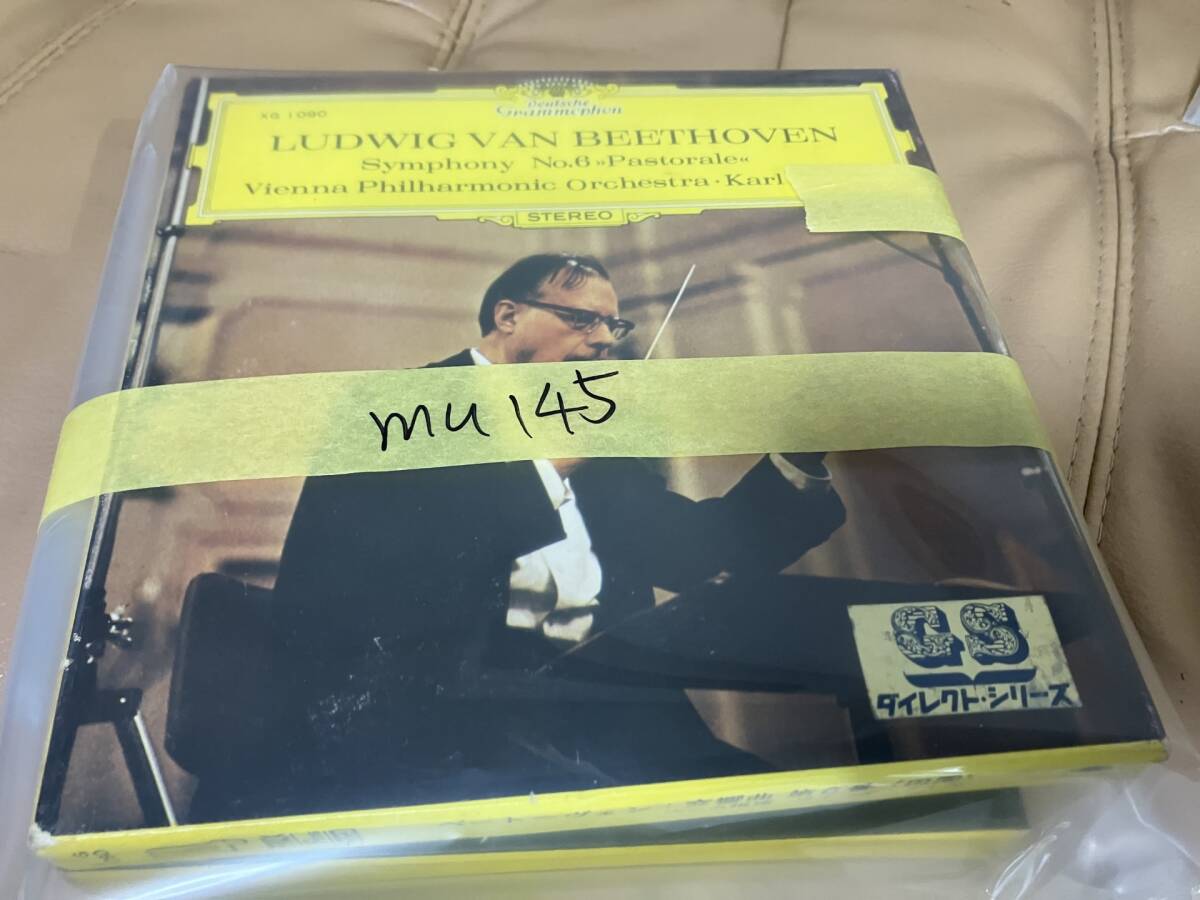 XG 1090
Deutsche
Grammophon
LUDWIG VAN BEETHOVEN
Symphony No.6 »Pastorale«
Vienna Philharmonic Orchestra · Karl
STEREO
mu 145
GS
ダイレクト・シリーズ